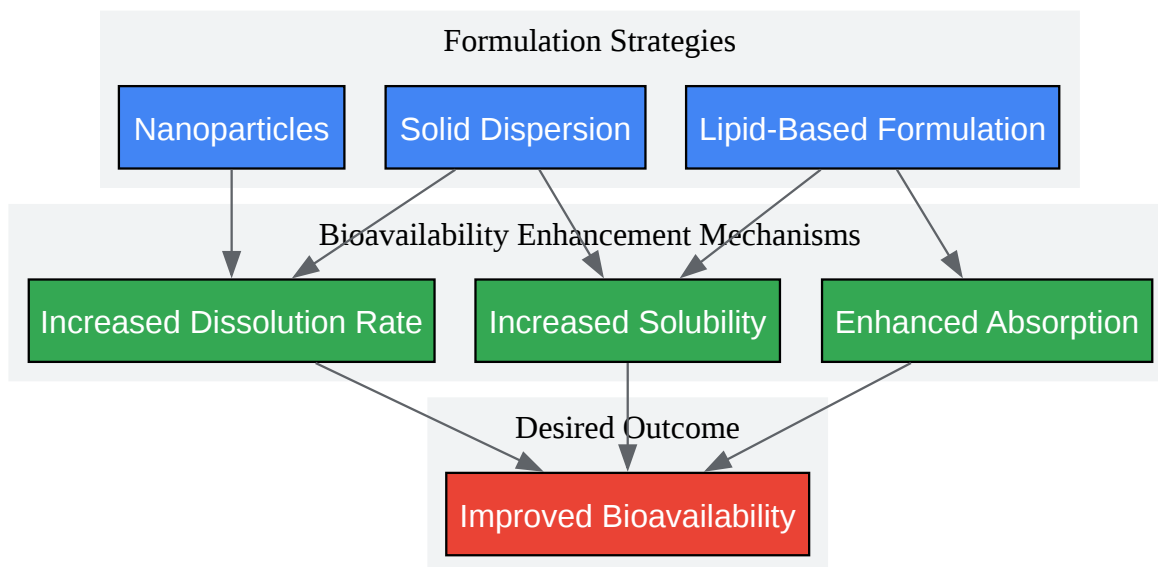 Formulation Strategies
Nanoparticles
Solid Dispersion
Lipid-Based Formulation
Bioavailability Enhancement Mechanisms
Increased Dissolution Rate
Increased Solubility
Enhanced Absorption
Desired Outcome
Improved Bioavailability